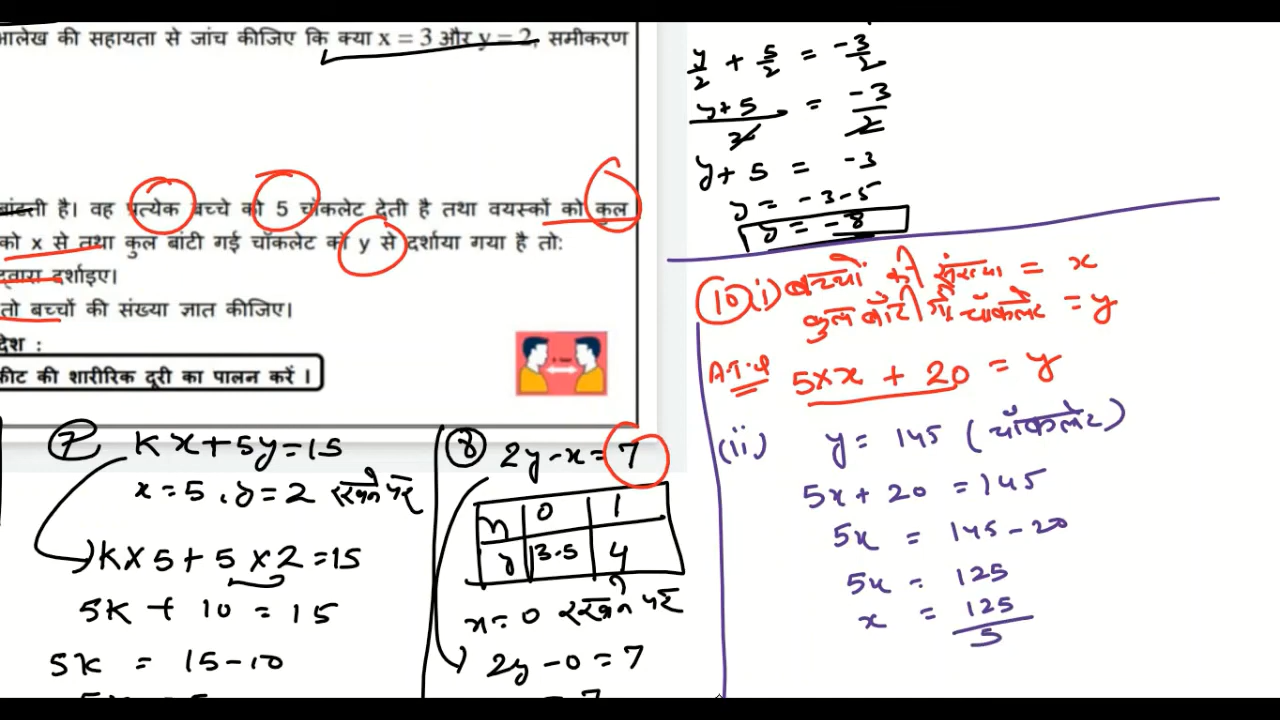 आलेख की सहायता से जांच कीजिए कि क्या x = 3 और y = 2, समीकरण
बांटती है। वह प्रत्येक बच्चे को 5 चॉकलेट देती है तथा वयस्कों को कुल
को x से तथा कुल बांटी गई चॉकलेट को y से दर्शाया गया है तो:
द्वारा दर्शाइए।
तो बच्चों की संख्या ज्ञात कीजिए।
देश :
फीट की शारीरिक दूरी का पालन करें ।
y/2 + 5/2 = -3/2
y+5/2 = -3/2
y+5 = -3
y = -3-5
y = -8
10 (i) बच्चों की संख्या = x
कुल बाँटी गई चॉकलेट = y
A.T.Q 5×x + 20 = y
(ii) y = 145 (चॉकलेट)
5x + 20 = 145
5x = 145-20
5x = 125
x = 125/5
7 kx+5y=15
x=5, y=2 रखने पर
k×5+5×2=15
5k + 10 = 15
5k = 15-10
8 2y-x=7
x 0 1
y 3.5 4
x=0 रखने पर
2y-0=7